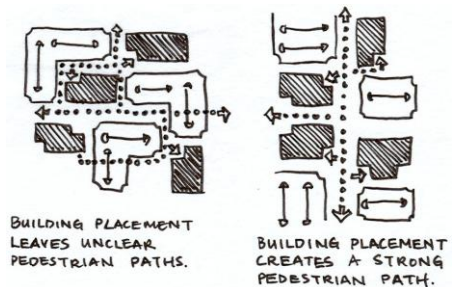 BUILDING PLACEMENT
LEAVES UNCLEAR
PEDESTRIAN PATHS.
BUILDING PLACEMENT
CREATES A STRONG
PEDESTRIAN PATH.